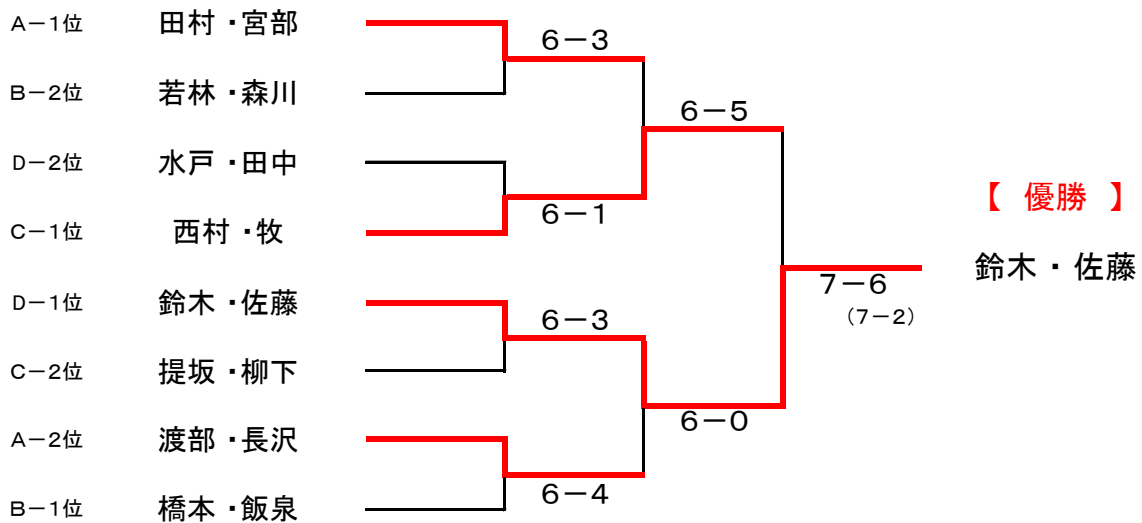 A-1位 田村・宮部
6-3
B-2位 若林・森川
6-5
D-2位 水戸・田中
【 優勝 】
6-1
C-1位 西村・牧
鈴木・佐藤
7-6
D-1位 鈴木・佐藤
6-3
(7-2)
C-2位 提坂・柳下
6-0
A-2位 渡部・長沢
6-4
B-1位 橋本・飯泉